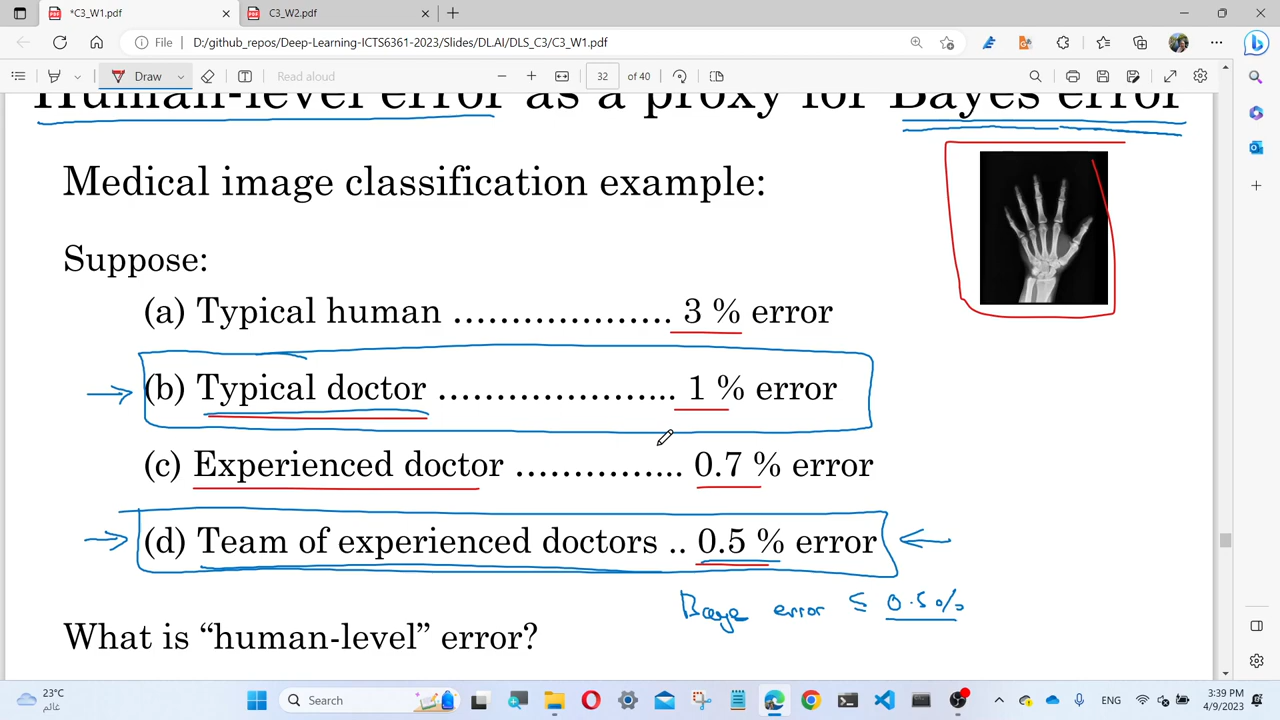 *C3_W1.pdf
C3_W2.pdf
File
D:/github_repos/Deep-Learning-ICTS6361-2023/Slides/DL.AI/DLS_C3/C3_W1.pdf
Draw
Read aloud
32
of 40
Human-level error as a proxy for Bayes error
Medical image classification example:
Suppose:
(a) Typical human ………………. 3 % error
(b) Typical doctor ………………... 1 % error
(c) Experienced doctor …………... 0.7 % error
(d) Team of experienced doctors .. 0.5 % error
Baye error ≤ 0.5%
What is “human-level” error?
23°C
غائم
Search
ENG
3:39 PM
4/9/2023